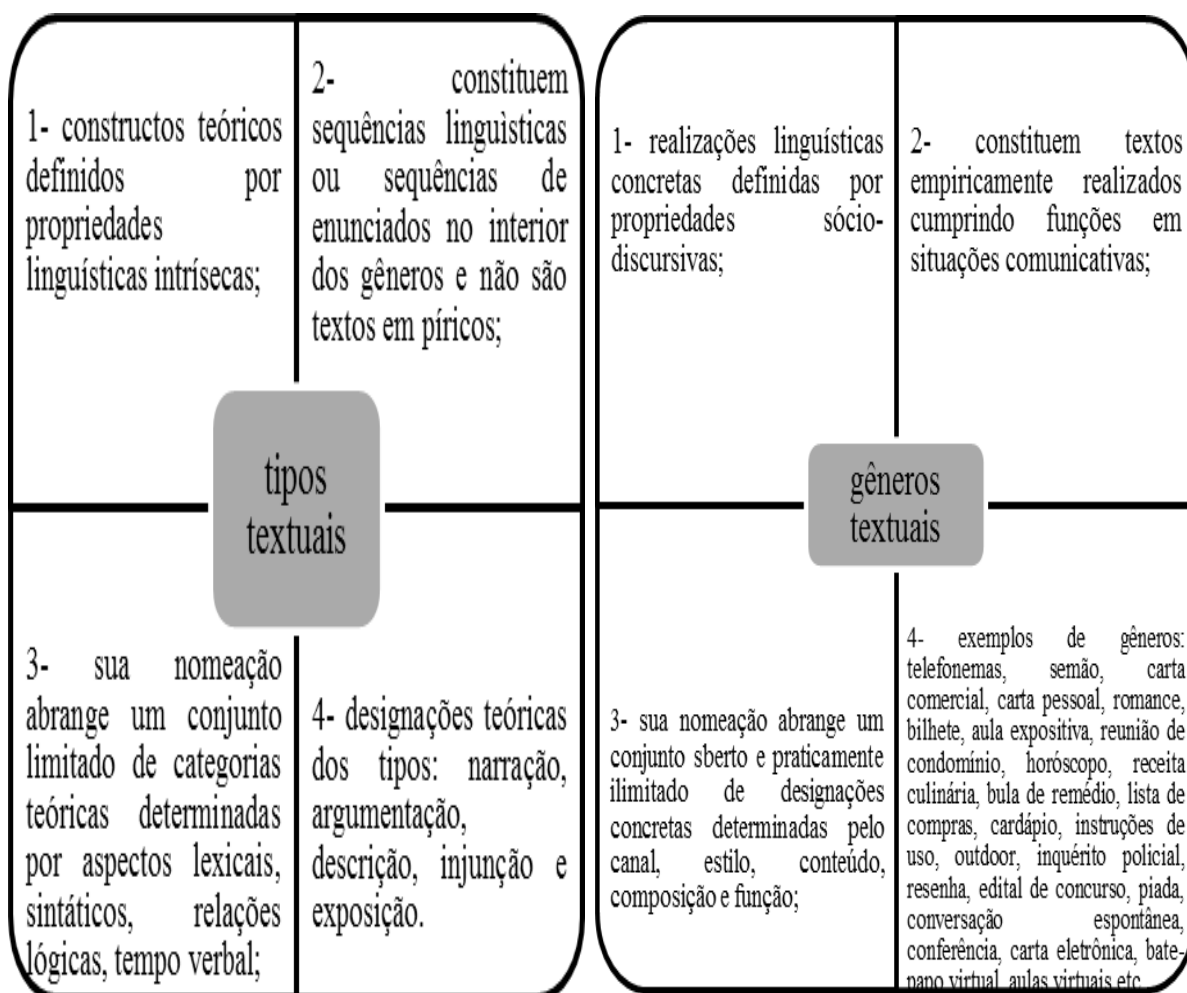 1- constructos teóricos
definidos por
propriedades
linguísticas intrísecas;
2- constituem
sequências linguìsticas
ou sequências de
enunciados no interior
dos gêneros e não são
textos em píricos;
tipos
textuais
3- sua nomeação
abrange um conjunto
limitado de categorias
teóricas determinadas
por aspectos lexicais,
sintáticos, relações
lógicas, tempo verbal;
4- designações teóricas
dos tipos: narração,
argumentação,
descrição, injunção e
exposição.
1- realizações linguísticas
concretas definidas por
propriedades sócio-
discursivas;
2- constituem textos
empiricamente realizados
cumprindo funções em
situações comunicativas;
gêneros
textuais
3- sua nomeação abrange um
conjunto sberto e praticamente
ilimitado de designações
concretas determinadas pelo
canal, estilo, conteúdo,
composição e função;
4- exemplos de gêneros:
telefonemas, semão, carta
comercial, carta pessoal, romance,
bilhete, aula expositiva, reunião de
condomínio, horóscopo, receita
culinária, bula de remédio, lista de
compras, cardápio, instruções de
uso, outdoor, inquérito policial,
resenha, edital de concurso, piada,
conversação espontânea,
conferência, carta eletrônica, bate-
papo virtual, aulas virtuais etc.